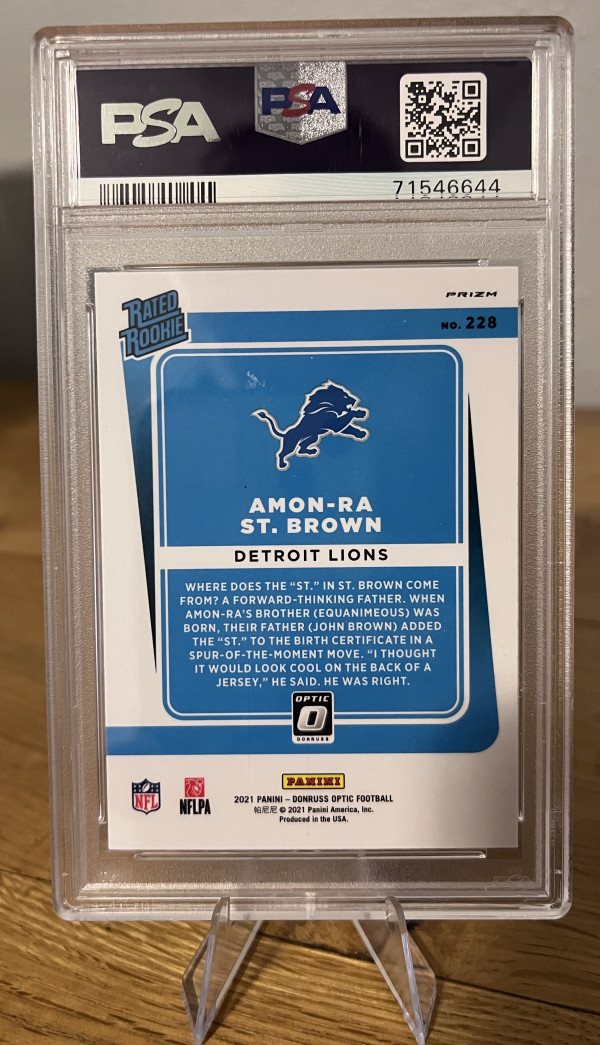 PSA
PSA
71546644
RATED
ROOKIE
PRIZM
NO. 228
AMON-RA
ST. BROWN
DETROIT LIONS
WHERE DOES THE “ST.” IN ST. BROWN COME
FROM? A FORWARD-THINKING FATHER. WHEN
AMON-RA'S BROTHER (EQUANIMEOUS) WAS
BORN, THEIR FATHER (JOHN BROWN) ADDED
THE “ST.” TO THE BIRTH CERTIFICATE IN A
SPUR-OF-THE-MOMENT MOVE. “I THOUGHT
IT WOULD LOOK COOL ON THE BACK OF A
JERSEY,” HE SAID. HE WAS RIGHT.
OPTIC
DONRUSS
NFL
NFLPA
PANINI
2021 PANINI – DONRUSS OPTIC FOOTBALL
帕尼尼 © 2021 Panini America, Inc.
Produced in the USA.